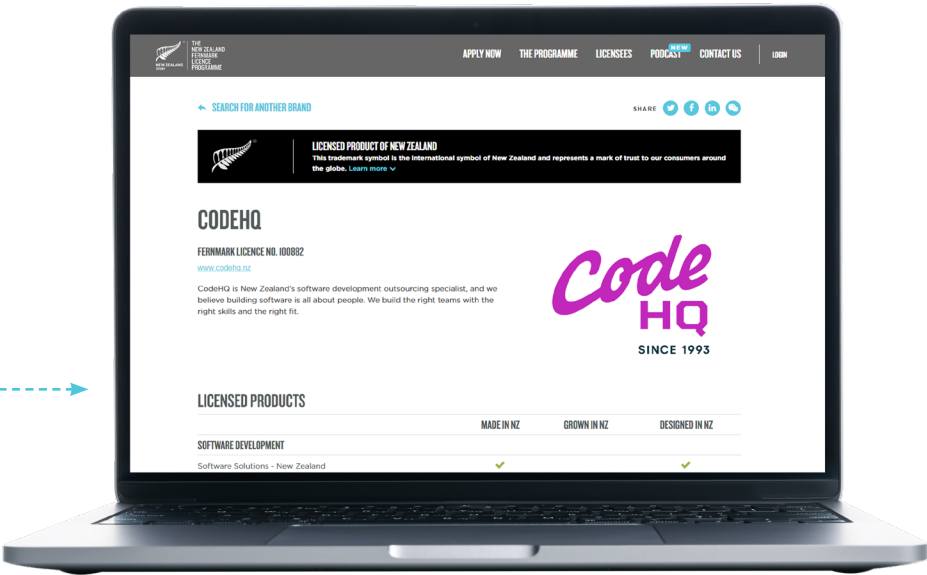 THE
NEW ZEALAND
FERNMARK
LICENCE
PROGRAMME
NEW ZEALAND
STORY
APPLY NOW THE PROGRAMME LICENSEES PODCAST NEW CONTACT US LOGIN
SEARCH FOR ANOTHER BRAND
SHARE
LICENSED PRODUCT OF NEW ZEALAND
This trademark symbol is the international symbol of New Zealand and represents a mark of trust to our consumers around
the globe. Learn more
CODEHQ
FERNMARK LICENCE NO. 100882
www.codehq.nz
CodeHQ is New Zealand's software development outsourcing specialist, and we
believe building software is all about people. We build the right teams with the
right skills and the right fit.
Code
HQ
SINCE 1993
LICENSED PRODUCTS
MADE IN NZ GROWN IN NZ DESIGNED IN NZ
SOFTWARE DEVELOPMENT
Software Solutions - New Zealand